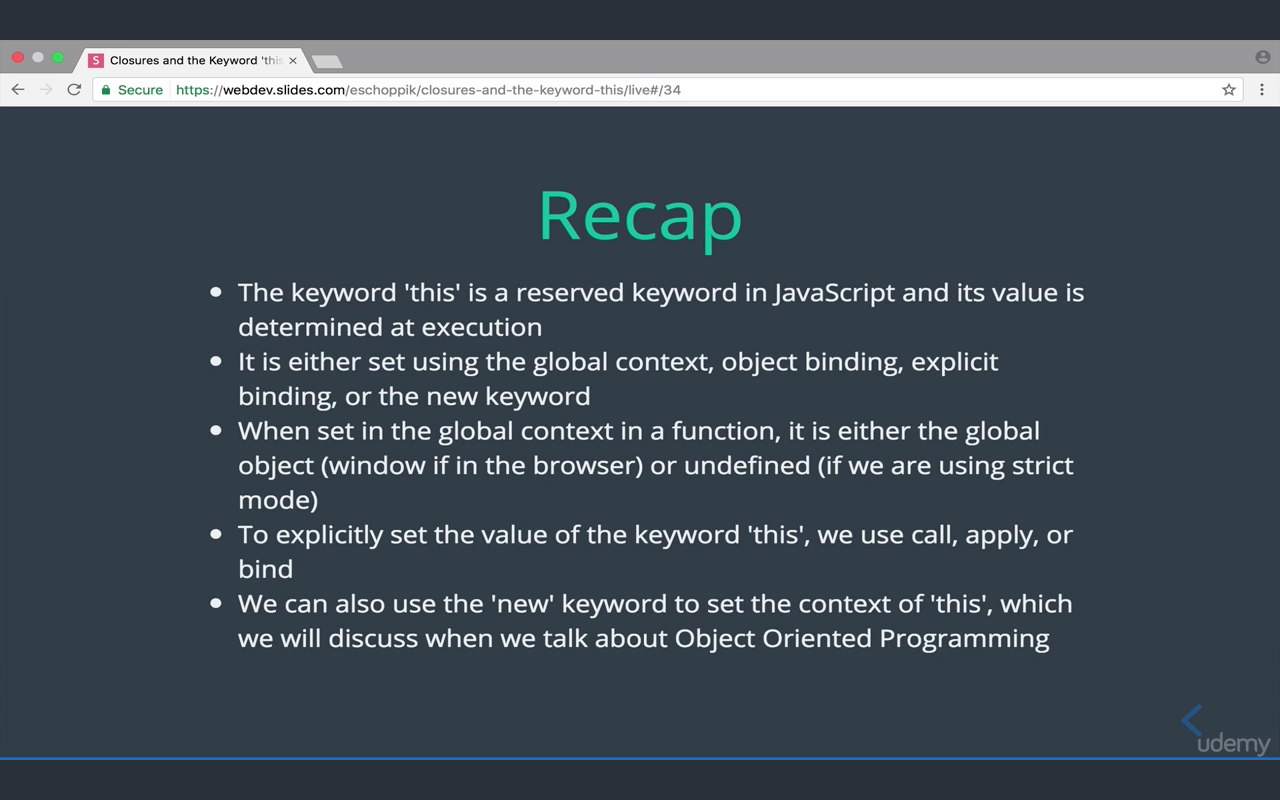 S Closures and the Keyword 'this
Secure https://webdev.slides.com/eschoppik/closures-and-the-keyword-this/live#/34
Recap
• The keyword 'this' is a reserved keyword in JavaScript and its value is
determined at execution
• It is either set using the global context, object binding, explicit
binding, or the new keyword
• When set in the global context in a function, it is either the global
object (window if in the browser) or undefined (if we are using strict
mode)
• To explicitly set the value of the keyword 'this', we use call, apply, or
bind
• We can also use the 'new' keyword to set the context of 'this', which
we will discuss when we talk about Object Oriented Programming
udemy